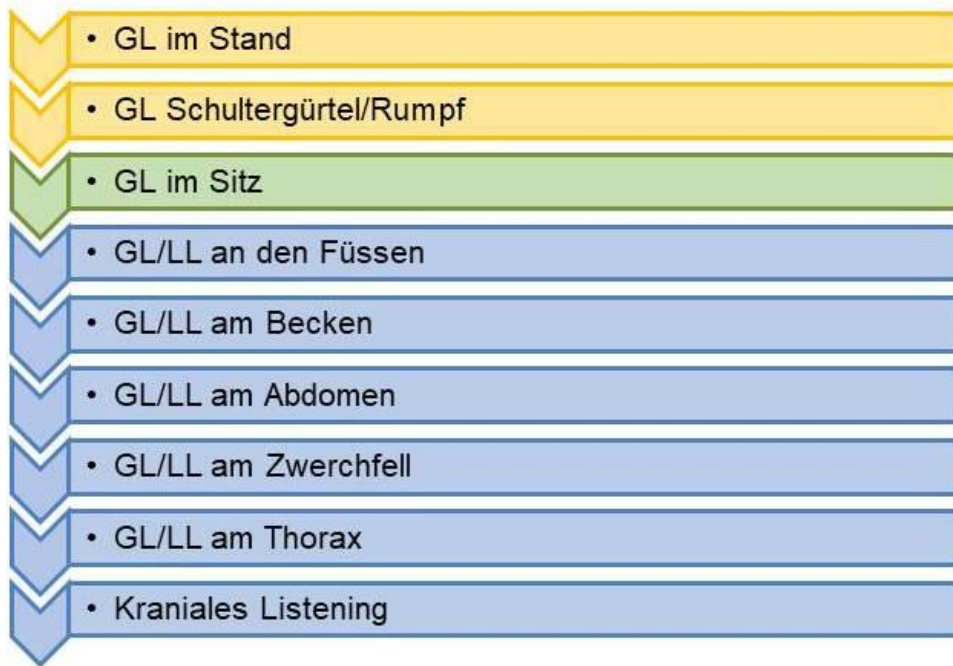 • GL im Stand
• GL Schultergürtel/Rumpf
• GL im Sitz
• GL/LL an den Füssen
• GL/LL am Becken
• GL/LL am Abdomen
• GL/LL am Zwerchfell
• GL/LL am Thorax
• Kraniales Listening